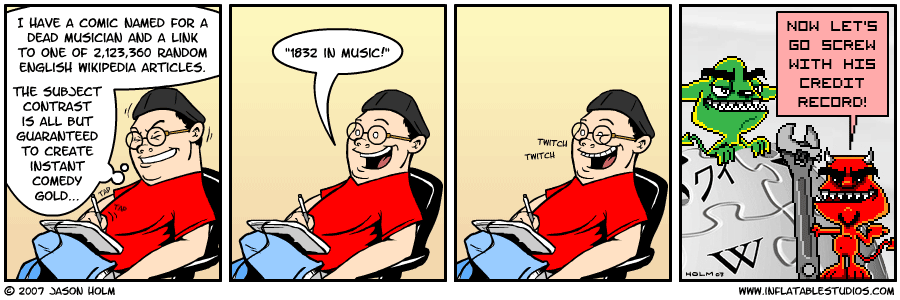 I HAVE A COMIC NAMED FOR A
DEAD MUSICIAN AND A LINK
TO ONE OF 2,123,360 RANDOM
ENGLISH WIKIPEDIA ARTICLES.
THE SUBJECT
CONTRAST
IS ALL BUT
GUARANTEED
TO CREATE
INSTANT
COMEDY
GOLD...
TAP
TAP
"1832 IN MUSIC!"
TWITCH
TWITCH
NOW LET'S
GO SCREW
WITH HIS
CREDIT
RECORD!
W
HOLM 07
© 2007 JASON HOLM
WWW.INFLATABLESTUDIOS.COM